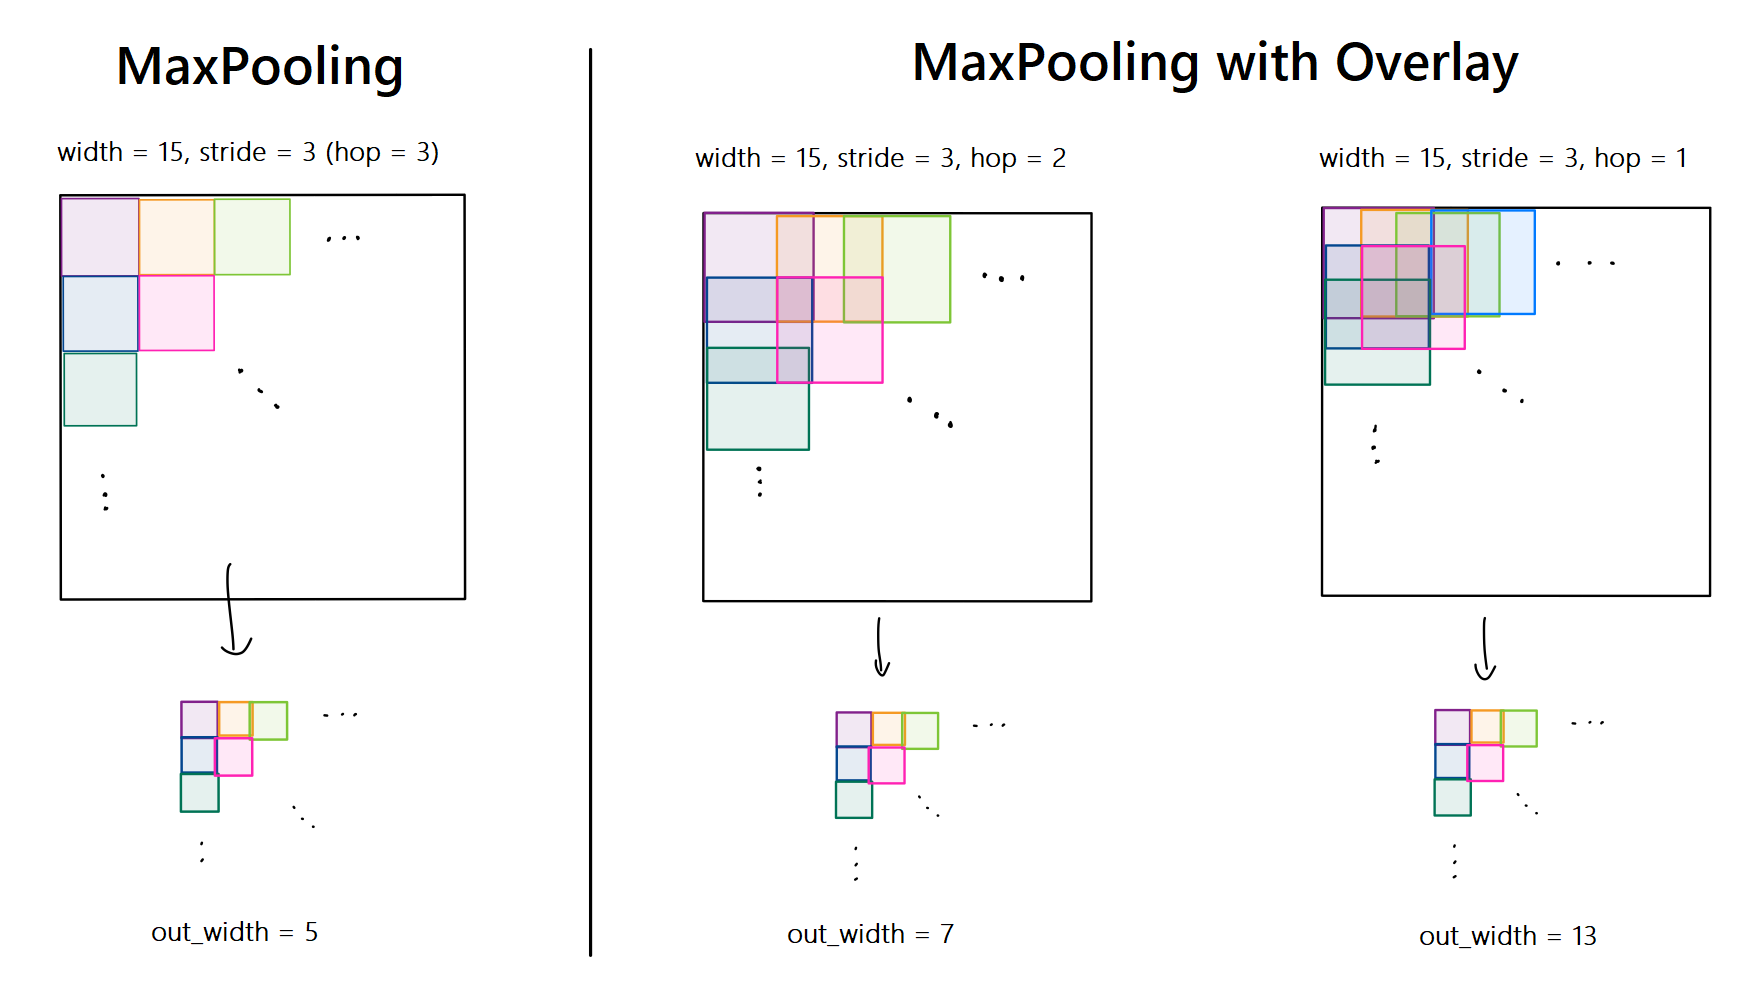 MaxPooling
width = 15, stride = 3 (hop = 3)
out_width = 5
MaxPooling with Overlay
width = 15, stride = 3, hop = 2
out_width = 7
width = 15, stride = 3, hop = 1
out_width = 13